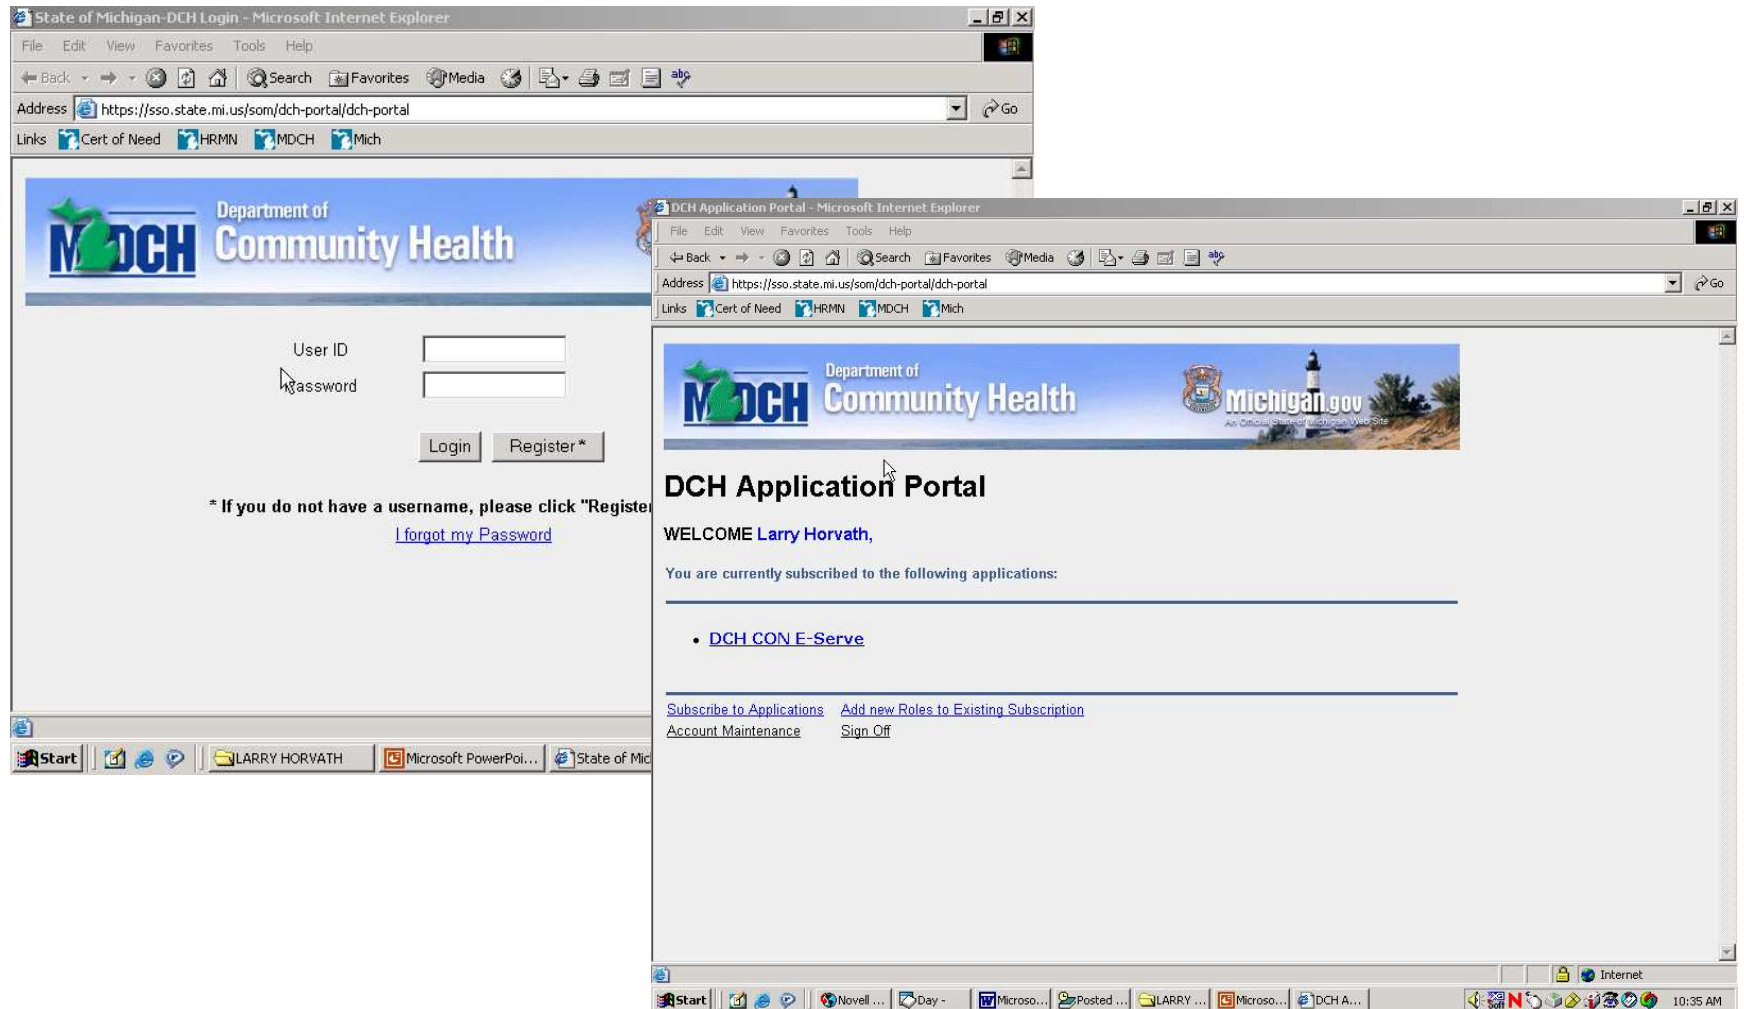 State of Michigan-DCH Login - Microsoft Internet Explorer
File Edit View Favorites Tools Help
Back Search Favorites Media
Address https://sso.state.mi.us/som/dch-portal/dch-portal Go
Links Cert of Need HRMN MDCH Mich
MDCH Department of
Community Health
User ID
Password
Login Register*
* If you do not have a username, please click "Register
I forgot my Password
Start LARRY HORVATH Microsoft PowerPoi... State of Mic
DCH Application Portal - Microsoft Internet Explorer
File Edit View Favorites Tools Help
Back Search Favorites Media
Address https://sso.state.mi.us/som/dch-portal/dch-portal Go
Links Cert of Need HRMN MDCH Mich
MDCH Department of
Community Health
Michigan.gov
An Official State of Michigan Web Site
DCH Application Portal
WELCOME Larry Horvath,
You are currently subscribed to the following applications:
• DCH CON E-Serve
Subscribe to Applications Add new Roles to Existing Subscription
Account Maintenance Sign Off
Internet
Start Novell ... Day - Microso... Posted ... LARRY ... Microso... DCH A... 10:35 AM